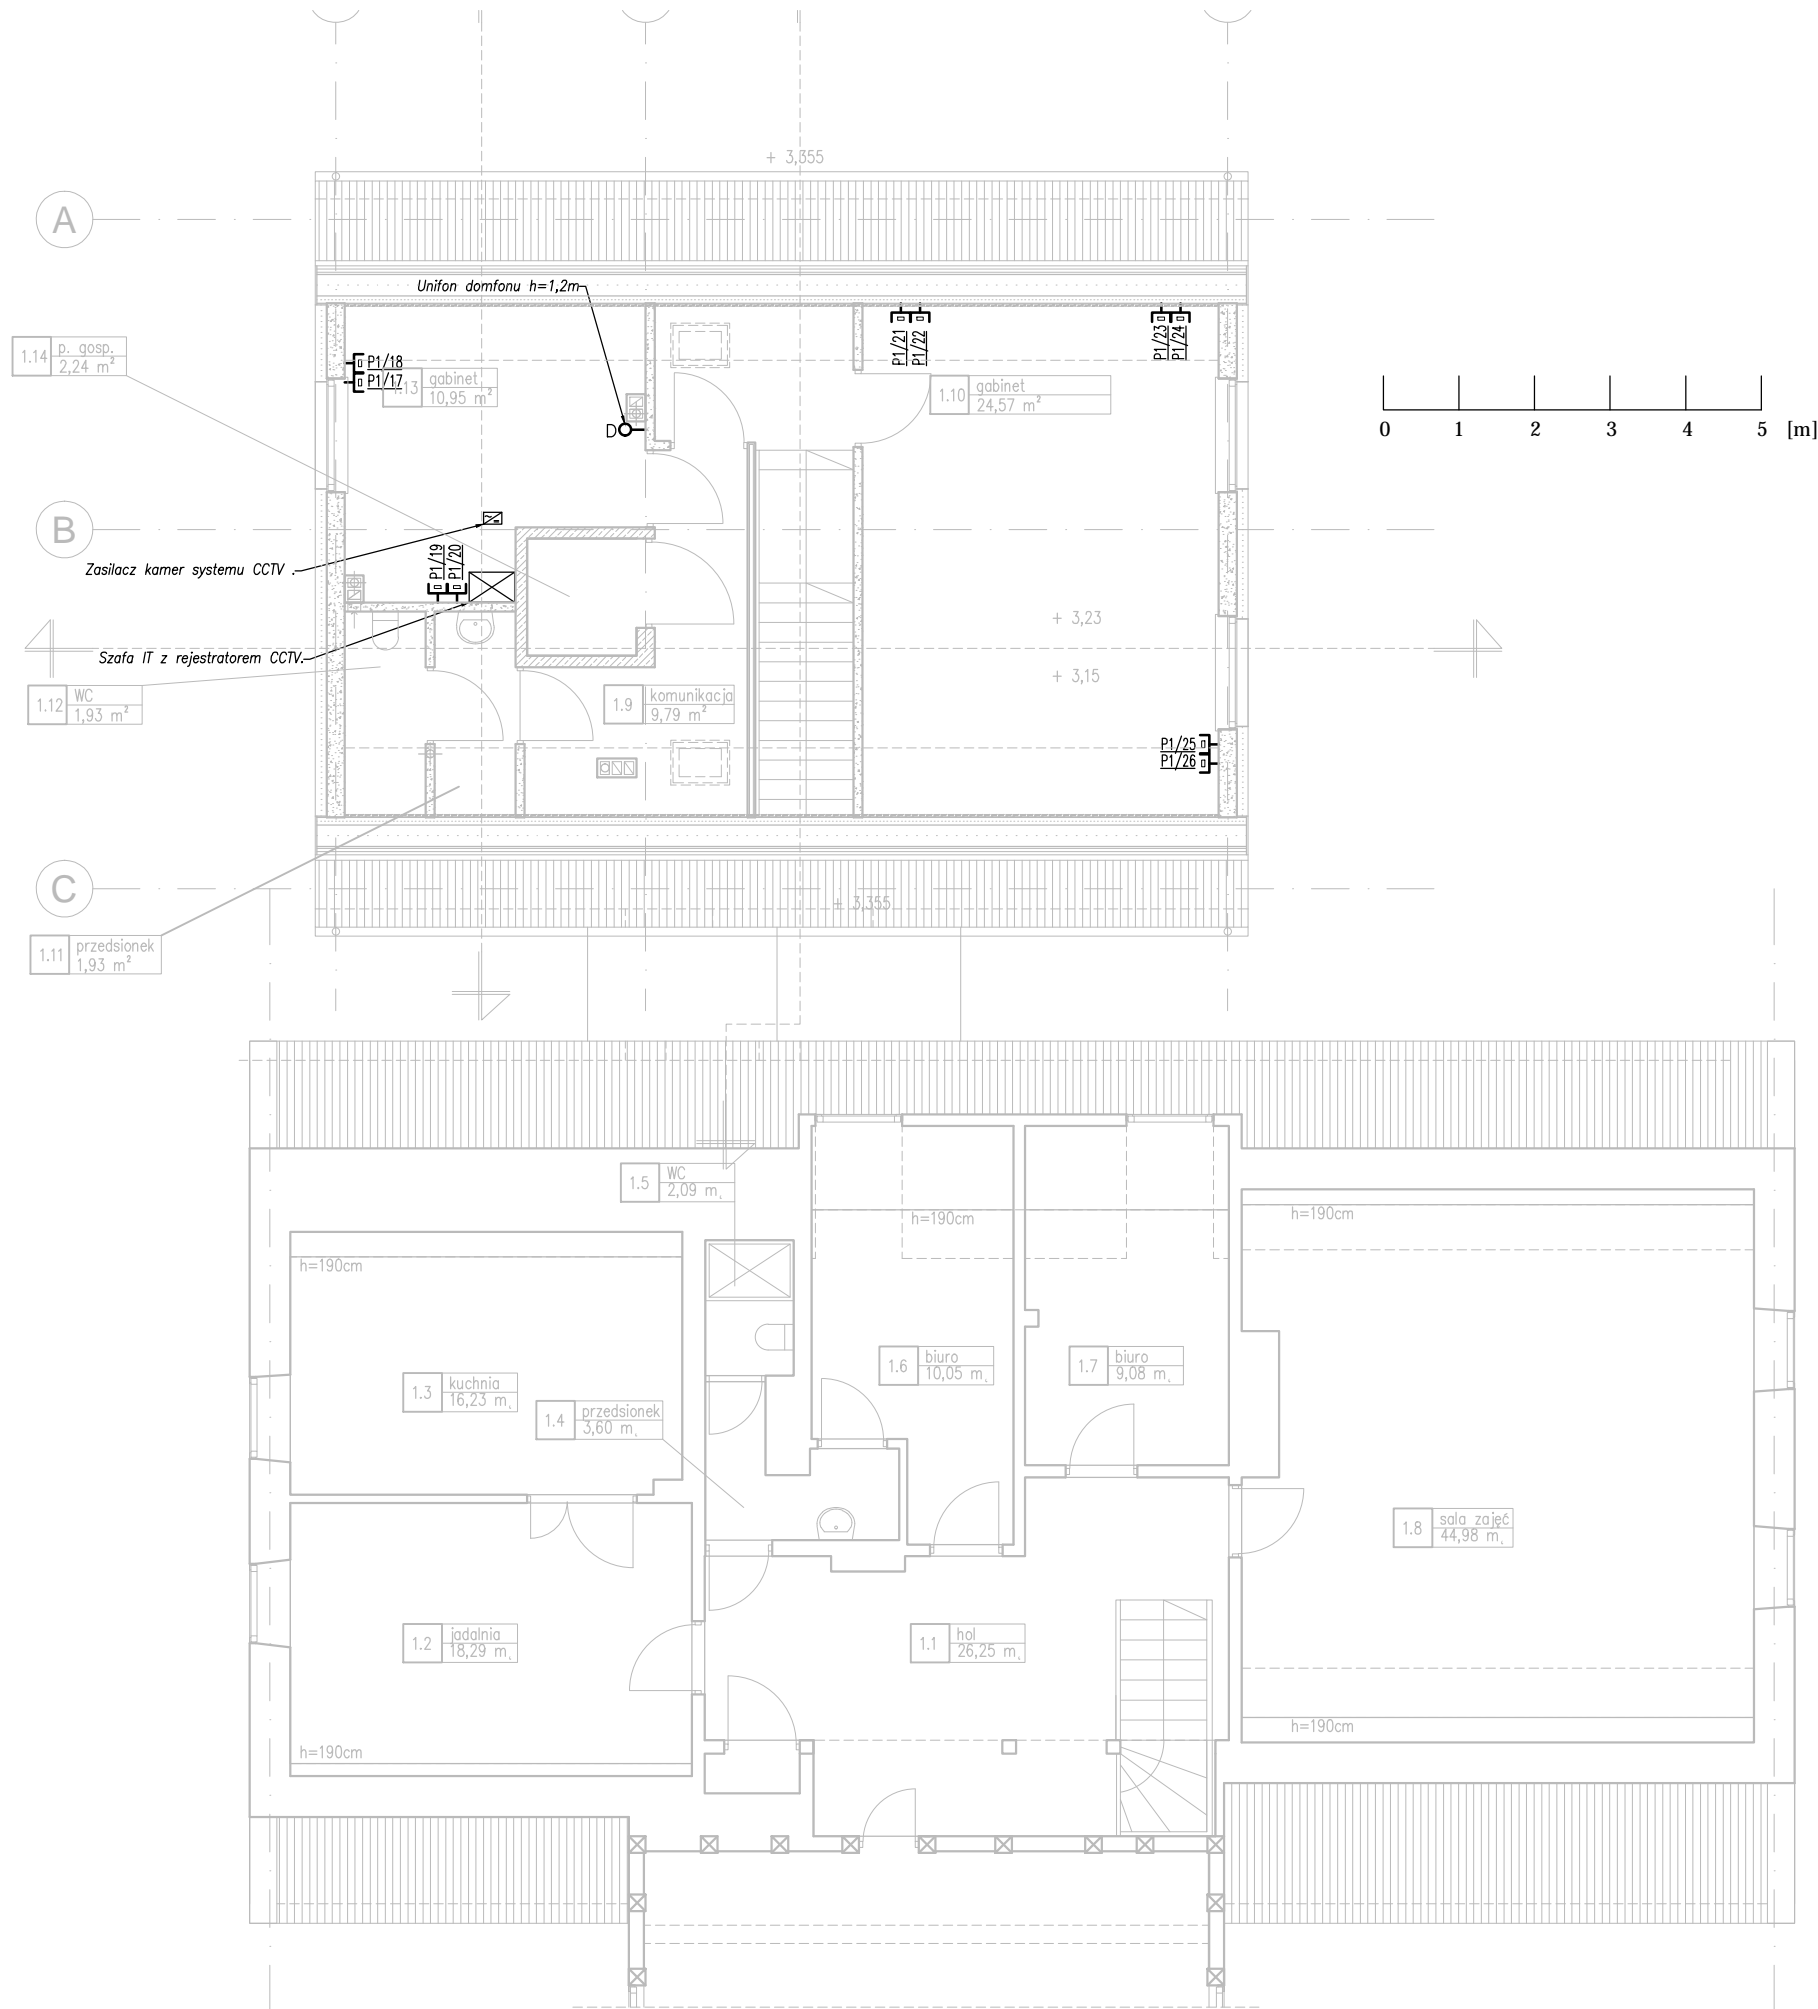 + 3,355
A
Unifon domfonu h=1,2m
1.14
p. gosp.
2,24 m²
P1/18
P1/17
1.13
gabinet
10,95 m²
P1/21
P1/22
P1/23
P1/24
1.10
gabinet
24,57 m²
D
0 1 2 3 4 5 [m]
B
Zasilacz kamer systemu CCTV .
P1/19
P1/20
+ 3,23
Szafa IT z rejestratorem CCTV.
+ 3,15
1.12
WC
1,93 m²
1.9
komunikacja
9,79 m²
P1/25
P1/26
C
+ 3,355
1.11
przedsionek
1,93 m²
1.5
WC
2,09 m.
h=190cm
h=190cm
h=190cm
1.6
biuro
10,05 m.
1.7
biuro
9,08 m.
1.3
kuchnia
16,23 m.
1.4
przedsionek
3,60 m.
1.8
sala zajęć
44,98 m.
1.2
jadalnia
18,29 m.
1.1
hol
26,25 m.
h=190cm
h=190cm